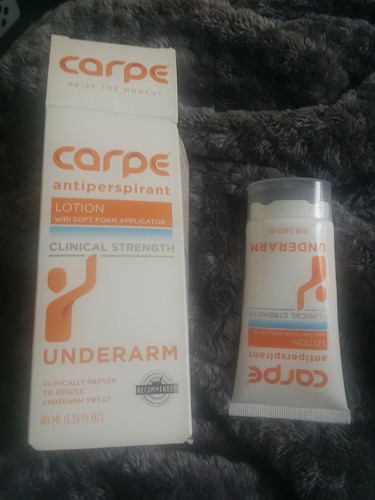 carpe
SEIZE THE MOMENT
carpe
antiperspirant
LOTION
with SOFT FOAM APPLICATOR
CLINICAL STRENGTH
UNDERARM
CLINICALLY PROVEN
TO REDUCE
UNDERARM SWEAT
RECOMMENDED
40 ML (1.35 FL OZ)
carpe
antiperspirant
LOTION
CLINICAL STRENGTH
UNDERARM